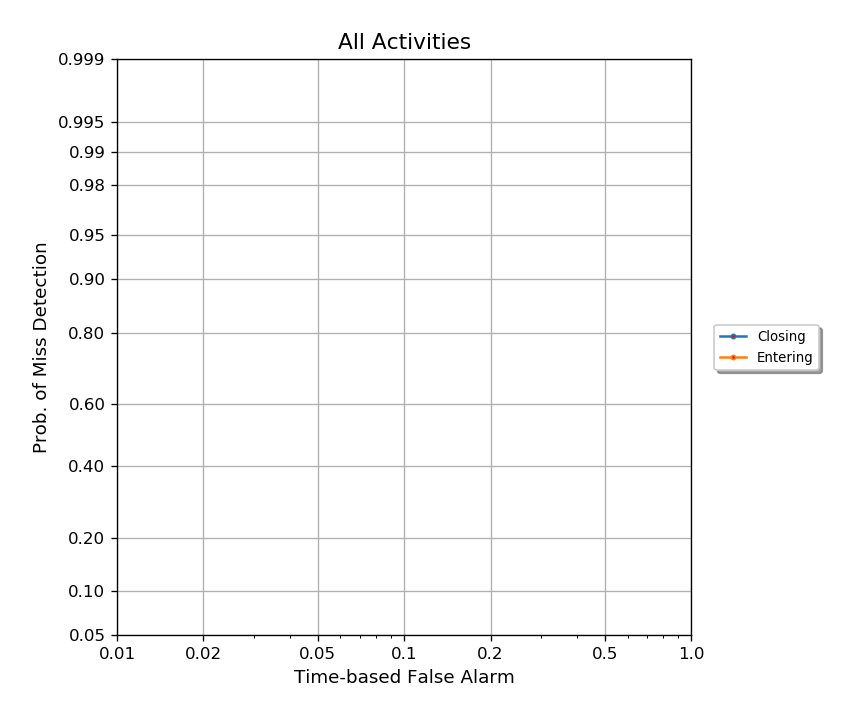 All Activities
0.999
0.995
0.99
0.98
0.95
0.90
0.80
0.60
0.40
0.20
0.10
0.05
Prob. of Miss Detection
0.01 0.02 0.05 0.1 0.2 0.5 1.0
Time-based False Alarm
Closing
Entering